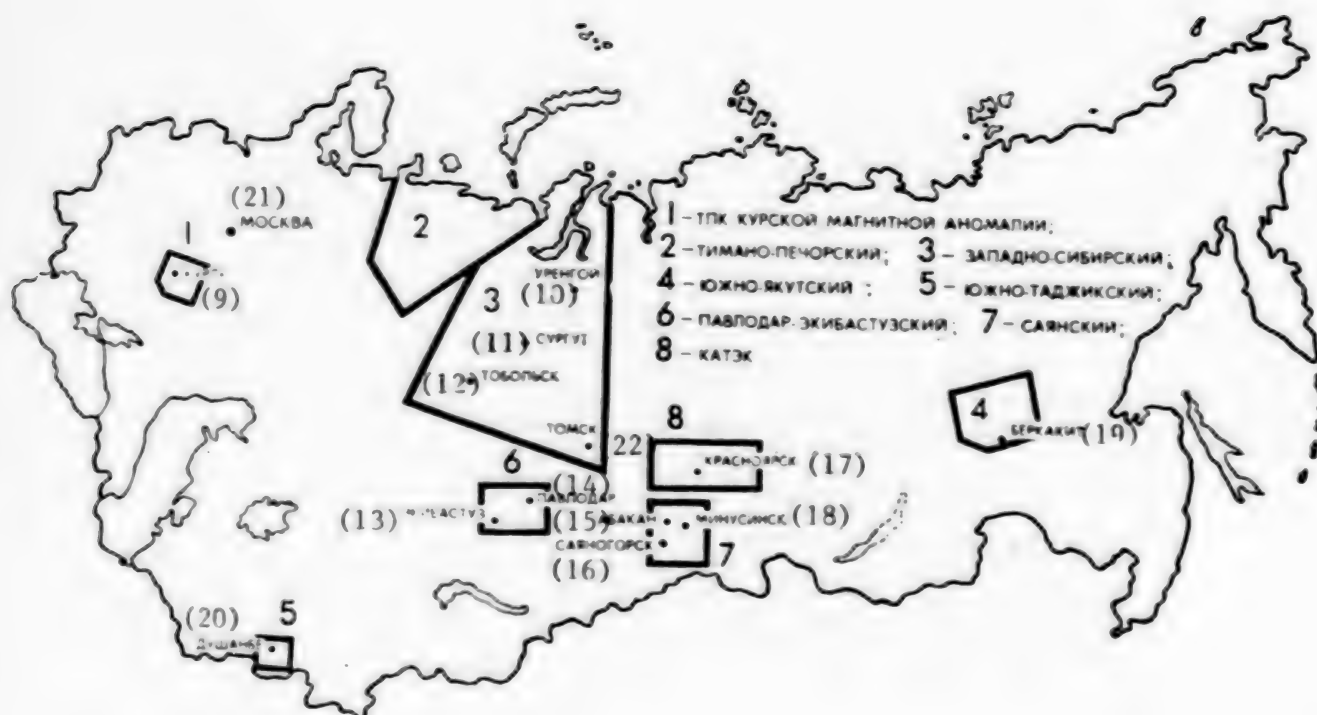 (21)
МОСКВА
1
(9)
2
3
УРЕНГОЙ
(10)
(11) СУРГУТ
(12) ТОБОЛЬСК
ТОМСК
22)
1 – ТПК КУРСКОЙ МАГНИТНОЙ АНОМАЛИИ;
2 – ТИМАНО-ПЕЧОРСКИЙ; 3 – ЗАПАДНО-СИБИРСКИЙ;
4 – ЮЖНО-ЯКУТСКИЙ ; 5 – ЮЖНО-ТАДЖИКСКИЙ;
6 – ПАВЛОДАР-ЭКИБАСТУЗСКИЙ; 7 – САЯНСКИЙ;
8 – КАТЭК
4
БЕРКАКИТ (19)
8
КРАСНОЯРСК (17)
6
(14)
ПАВЛОДАР
(13)
(15) АБАКАН МИНУСИНСК (18)
САЯНОГОРСК
(16)
7
(20) 5
ДУШАНБЕ